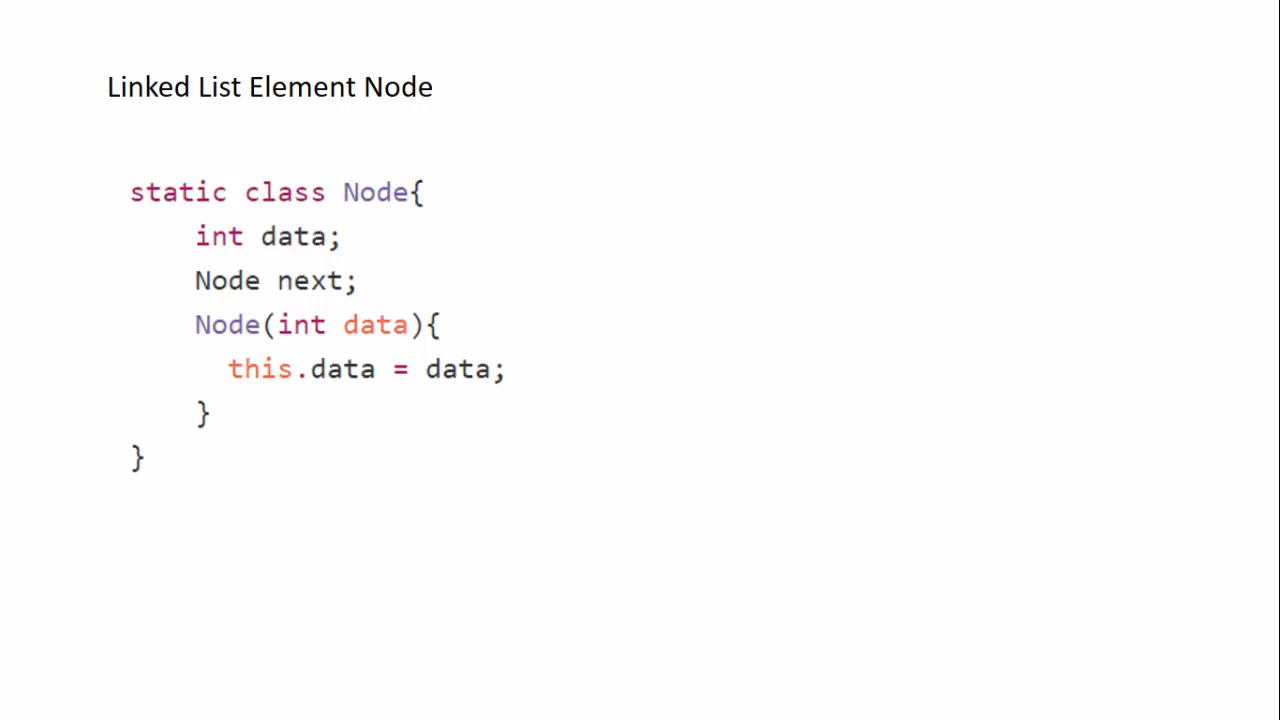 Linked List Element Node
static class Node{
    int data;
    Node next;
    Node(int data){
      this.data = data;
    }
}